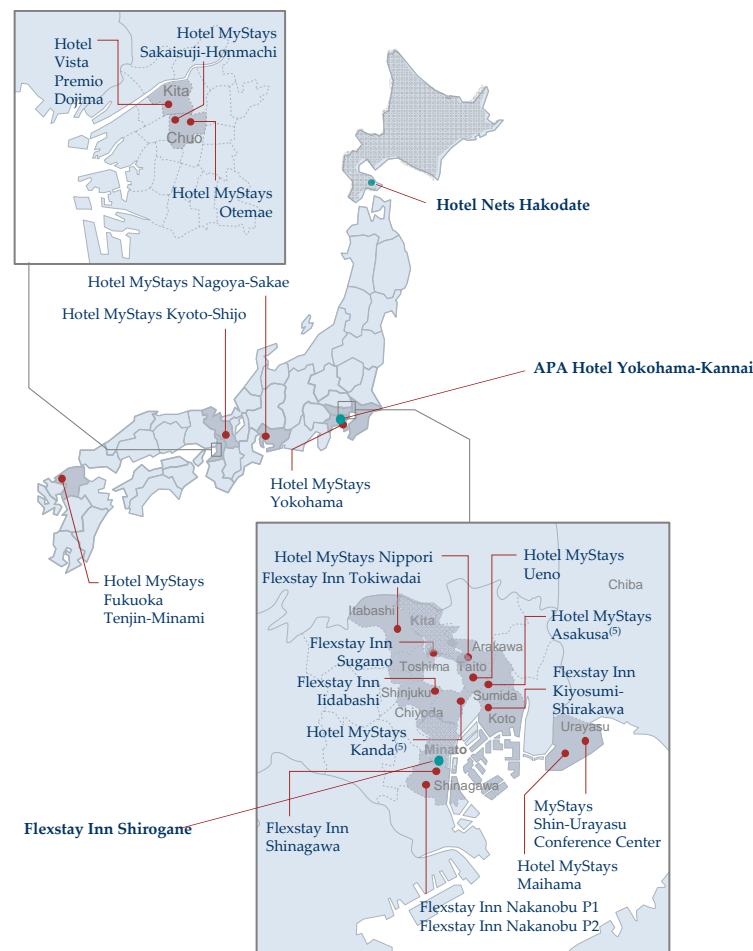 Hotel
Vista
Premio
Dojima
Hotel MyStays
Sakaisuji-Honmachi
Kita
Chuo
Hotel MyStays
Otemae
Hotel Nets Hakodate
Hotel MyStays Nagoya-Sakae
Hotel MyStays Kyoto-Shijo
APA Hotel Yokohama-Kannai
Hotel MyStays
Yokohama
Hotel MyStays
Fukuoka
Tenjin-Minami
Hotel MyStays Nippori
Flexstay Inn Tokiwadai
Hotel MyStays
Ueno
Chiba
Itabashi
Kita
Hotel MyStays
Asakusa(5)
Arakawa
Flexstay Inn
Sugamo
Toshima
Taito
Flexstay Inn
Iidabashi
Shinjuku
Sumida
Flexstay Inn
Kiyosumi-
Shirakawa
Chiyoda
Koto
Urayasu
Hotel MyStays
Kanda(5)
Minato
Shinagawa
Flexstay Inn Shirogane
Flexstay Inn
Shinagawa
MyStays
Shin-Urayasu
Conference Center
Hotel MyStays
Maihama
Flexstay Inn Nakanobu P1
Flexstay Inn Nakanobu P2